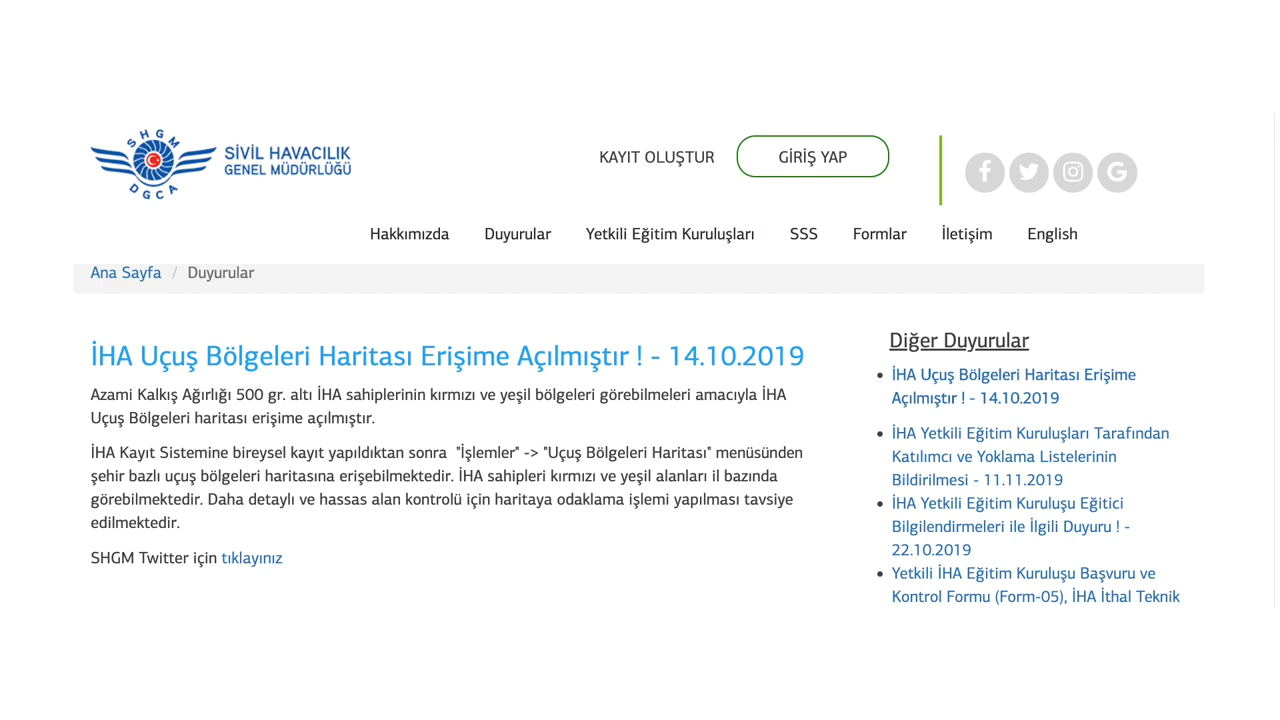 SHGM
DGCA
SİVİL HAVACILIK
GENEL MÜDÜRLÜĞÜ
KAYIT OLUŞTUR
GİRİŞ YAP
Hakkımızda Duyurular Yetkili Eğitim Kuruluşları SSS Formlar İletişim English
Ana Sayfa / Duyurular
İHA Uçuş Bölgeleri Haritası Erişime Açılmıştır ! - 14.10.2019
Azami Kalkış Ağırlığı 500 gr. altı İHA sahiplerinin kırmızı ve yeşil bölgeleri görebilmeleri amacıyla İHA
Uçuş Bölgeleri haritası erişime açılmıştır.
İHA Kayıt Sistemine bireysel kayıt yapıldıktan sonra "İşlemler" -> "Uçuş Bölgeleri Haritası" menüsünden
şehir bazlı uçuş bölgeleri haritasına erişebilmektedir. İHA sahipleri kırmızı ve yeşil alanları il bazında
görebilmektedir. Daha detaylı ve hassas alan kontrolü için haritaya odaklama işlemi yapılması tavsiye
edilmektedir.
SHGM Twitter için tıklayınız
Diğer Duyurular
İHA Uçuş Bölgeleri Haritası Erişime
Açılmıştır ! - 14.10.2019
İHA Yetkili Eğitim Kuruluşları Tarafından
Katılımcı ve Yoklama Listelerinin
Bildirilmesi - 11.11.2019
İHA Yetkili Eğitim Kuruluşu Eğitici
Bilgilendirmeleri ile İlgili Duyuru ! -
22.10.2019
Yetkili İHA Eğitim Kuruluşu Başvuru ve
Kontrol Formu (Form-05), İHA İthal Teknik